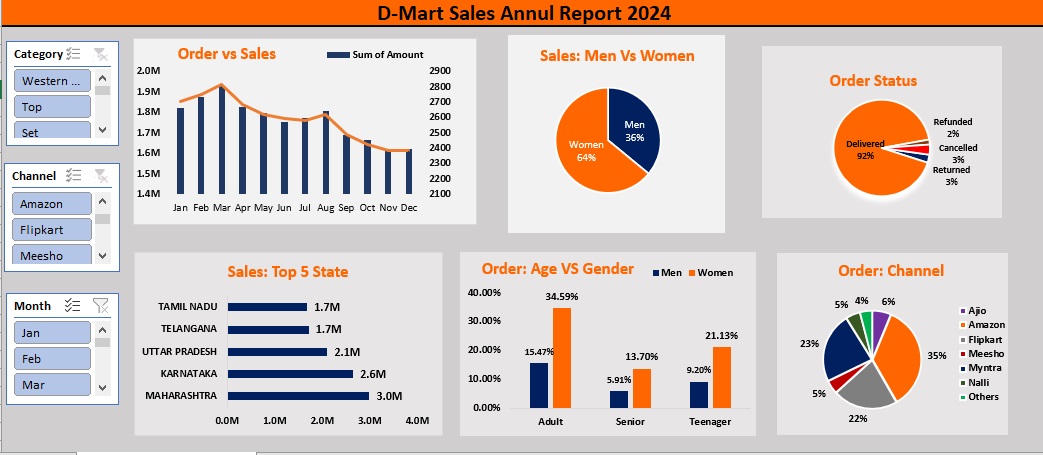 D-Mart Sales Annul Report 2024
Category
Western ...
Top
Set
Channel
Amazon
Flipkart
Meesho
Month
Jan
Feb
Mar
Order vs Sales
Sum of Amount
2.0M
1.9M
1.8M
1.7M
1.6M
1.5M
1.4M
2900
2800
2700
2600
2500
2400
2300
2200
2100
Jan Feb Mar Apr May Jun Jul Aug Sep Oct Nov Dec
Sales: Men Vs Women
Men
36%
Women
64%
Order Status
Refunded
2%
Delivered
92%
Cancelled
3%
Returned
3%
Sales: Top 5 State
TAMIL NADU 1.7M
TELANGANA 1.7M
UTTAR PRADESH 2.1M
KARNATAKA 2.6M
MAHARASHTRA 3.0M
0.0M 1.0M 2.0M 3.0M 4.0M
Order: Age VS Gender
Men Women
40.00%
30.00%
20.00%
10.00%
0.00%
15.47% 34.59%
5.91% 13.70%
9.20% 21.13%
Adult Senior Teenager
Order: Channel
6%
35%
22%
5%
23%
5%
4%
Ajio
Amazon
Flipkart
Meesho
Myntra
Nalli
Others